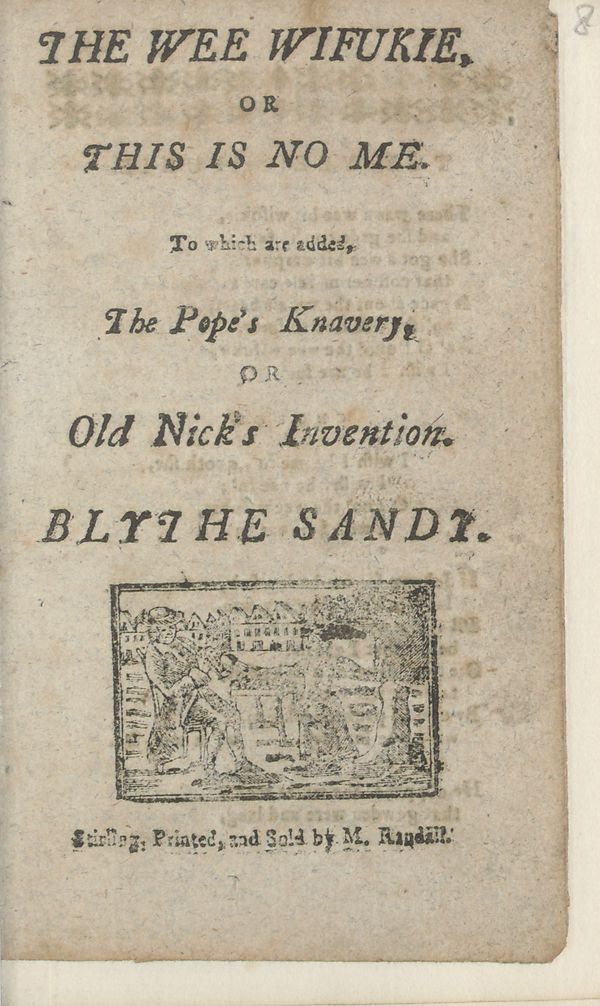 8
THE WEE WIFUKIE,
OR
THIS IS NO ME.
To which are added,
The Pope's Knavery,
OR
Old Nick's Invention.
BLYTHE SANDY.
Stirling, Printed, and Sold by M. Randall.